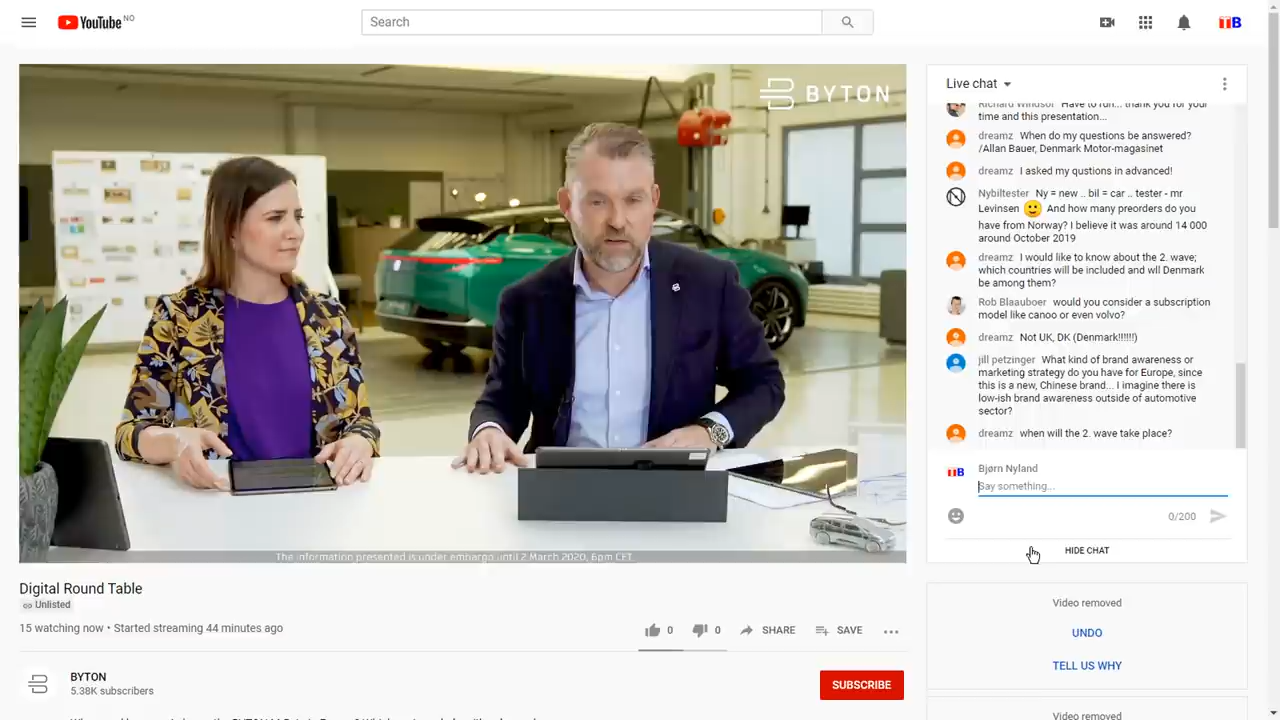 YouTube NO
Search
BYTON
The information presented is under embargo until 2 March 2020, 6pm CET.
Digital Round Table
Unlisted
15 watching now • Started streaming 44 minutes ago
0
0
SHARE
SAVE
BYTON
5.38K subscribers
SUBSCRIBE
Live chat
Richard Windsor Have to run... thank you for your
time and this presentation...
dreamz When do my questions be answered?
/Allan Bauer, Denmark Motor-magasinet
dreamz I asked my qustions in advanced!
Nybiltester Ny = new .. bil = car .. tester - mr
Levinsen 🙂 And how many preorders do you
have from Norway? I believe it was around 14 000
around October 2019
dreamz I would like to know about the 2. wave;
which countries will be included and wll Denmark
be among them?
Rob Blaauboer would you consider a subscription
model like canoo or even volvo?
dreamz Not UK, DK (Denmark!!!!!!)
jill petzinger What kind of brand awareness or
marketing strategy do you have for Europe, since
this is a new, Chinese brand... I imagine there is
low-ish brand awareness outside of automotive
sector?
dreamz when will the 2. wave take place?
TB Bjørn Nyland
Say something...
0/200
HIDE CHAT
Video removed
UNDO
TELL US WHY
Video removed